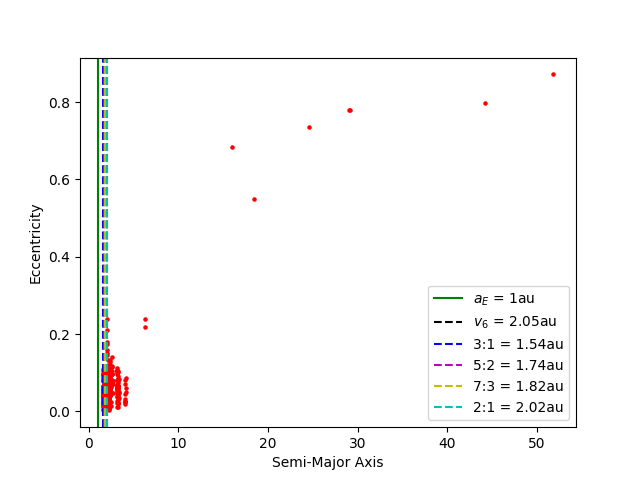 0.8
0.6
0.4
0.2
0.0
Eccentricity
0 10 20 30 40 50
Semi-Major Axis
a_E = 1au
v_6 = 2.05au
3:1 = 1.54au
5:2 = 1.74au
7:3 = 1.82au
2:1 = 2.02au